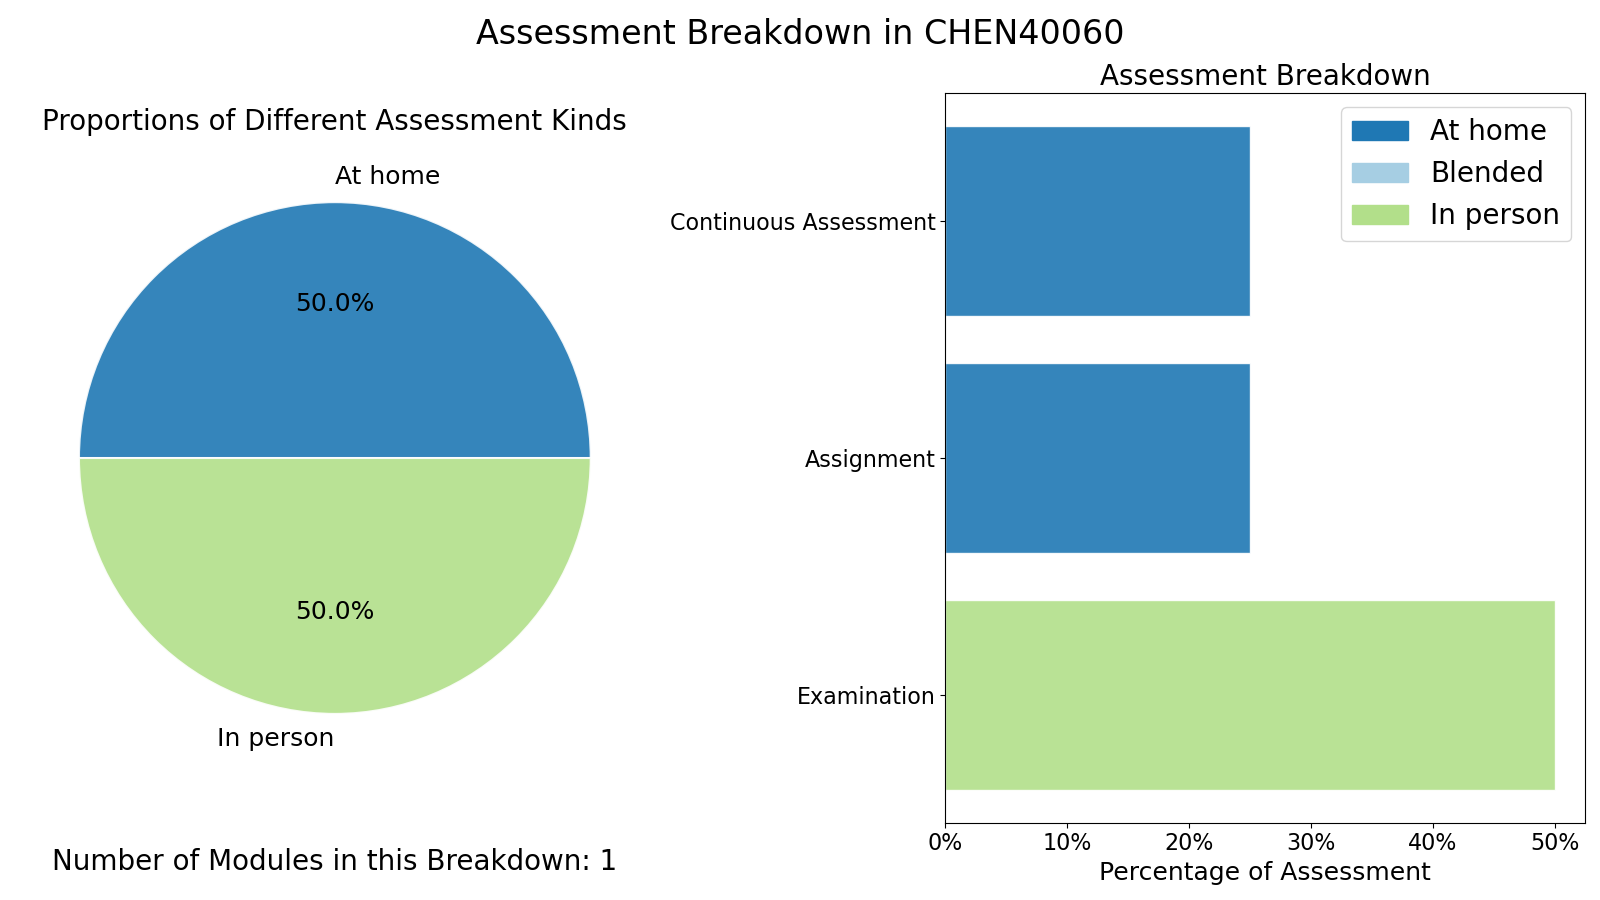 Assessment Breakdown in CHEN40060
Proportions of Different Assessment Kinds
At home
50.0%
50.0%
In person
Number of Modules in this Breakdown: 1
Assessment Breakdown
At home
Blended
In person
Continuous Assessment
Assignment
Examination
0% 10% 20% 30% 40% 50%
Percentage of Assessment